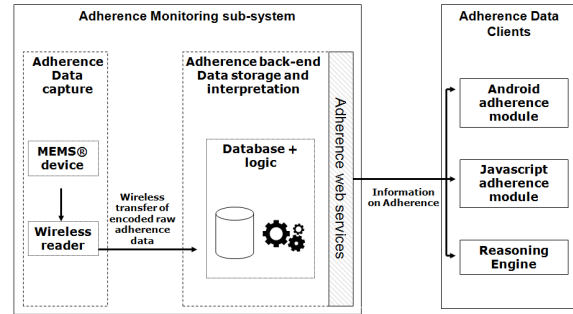 Adherence Monitoring sub-system
Adherence
Data
capture
MEMS®
device
Wireless
reader
Wireless
transfer of
encoded raw
adherence
data
Adherence back-end
Data storage and
interpretation
Database +
logic
Adherence web services
Information
on Adherence
Adherence Data
Clients
Android
adherence
module
Javascript
adherence
module
Reasoning
Engine